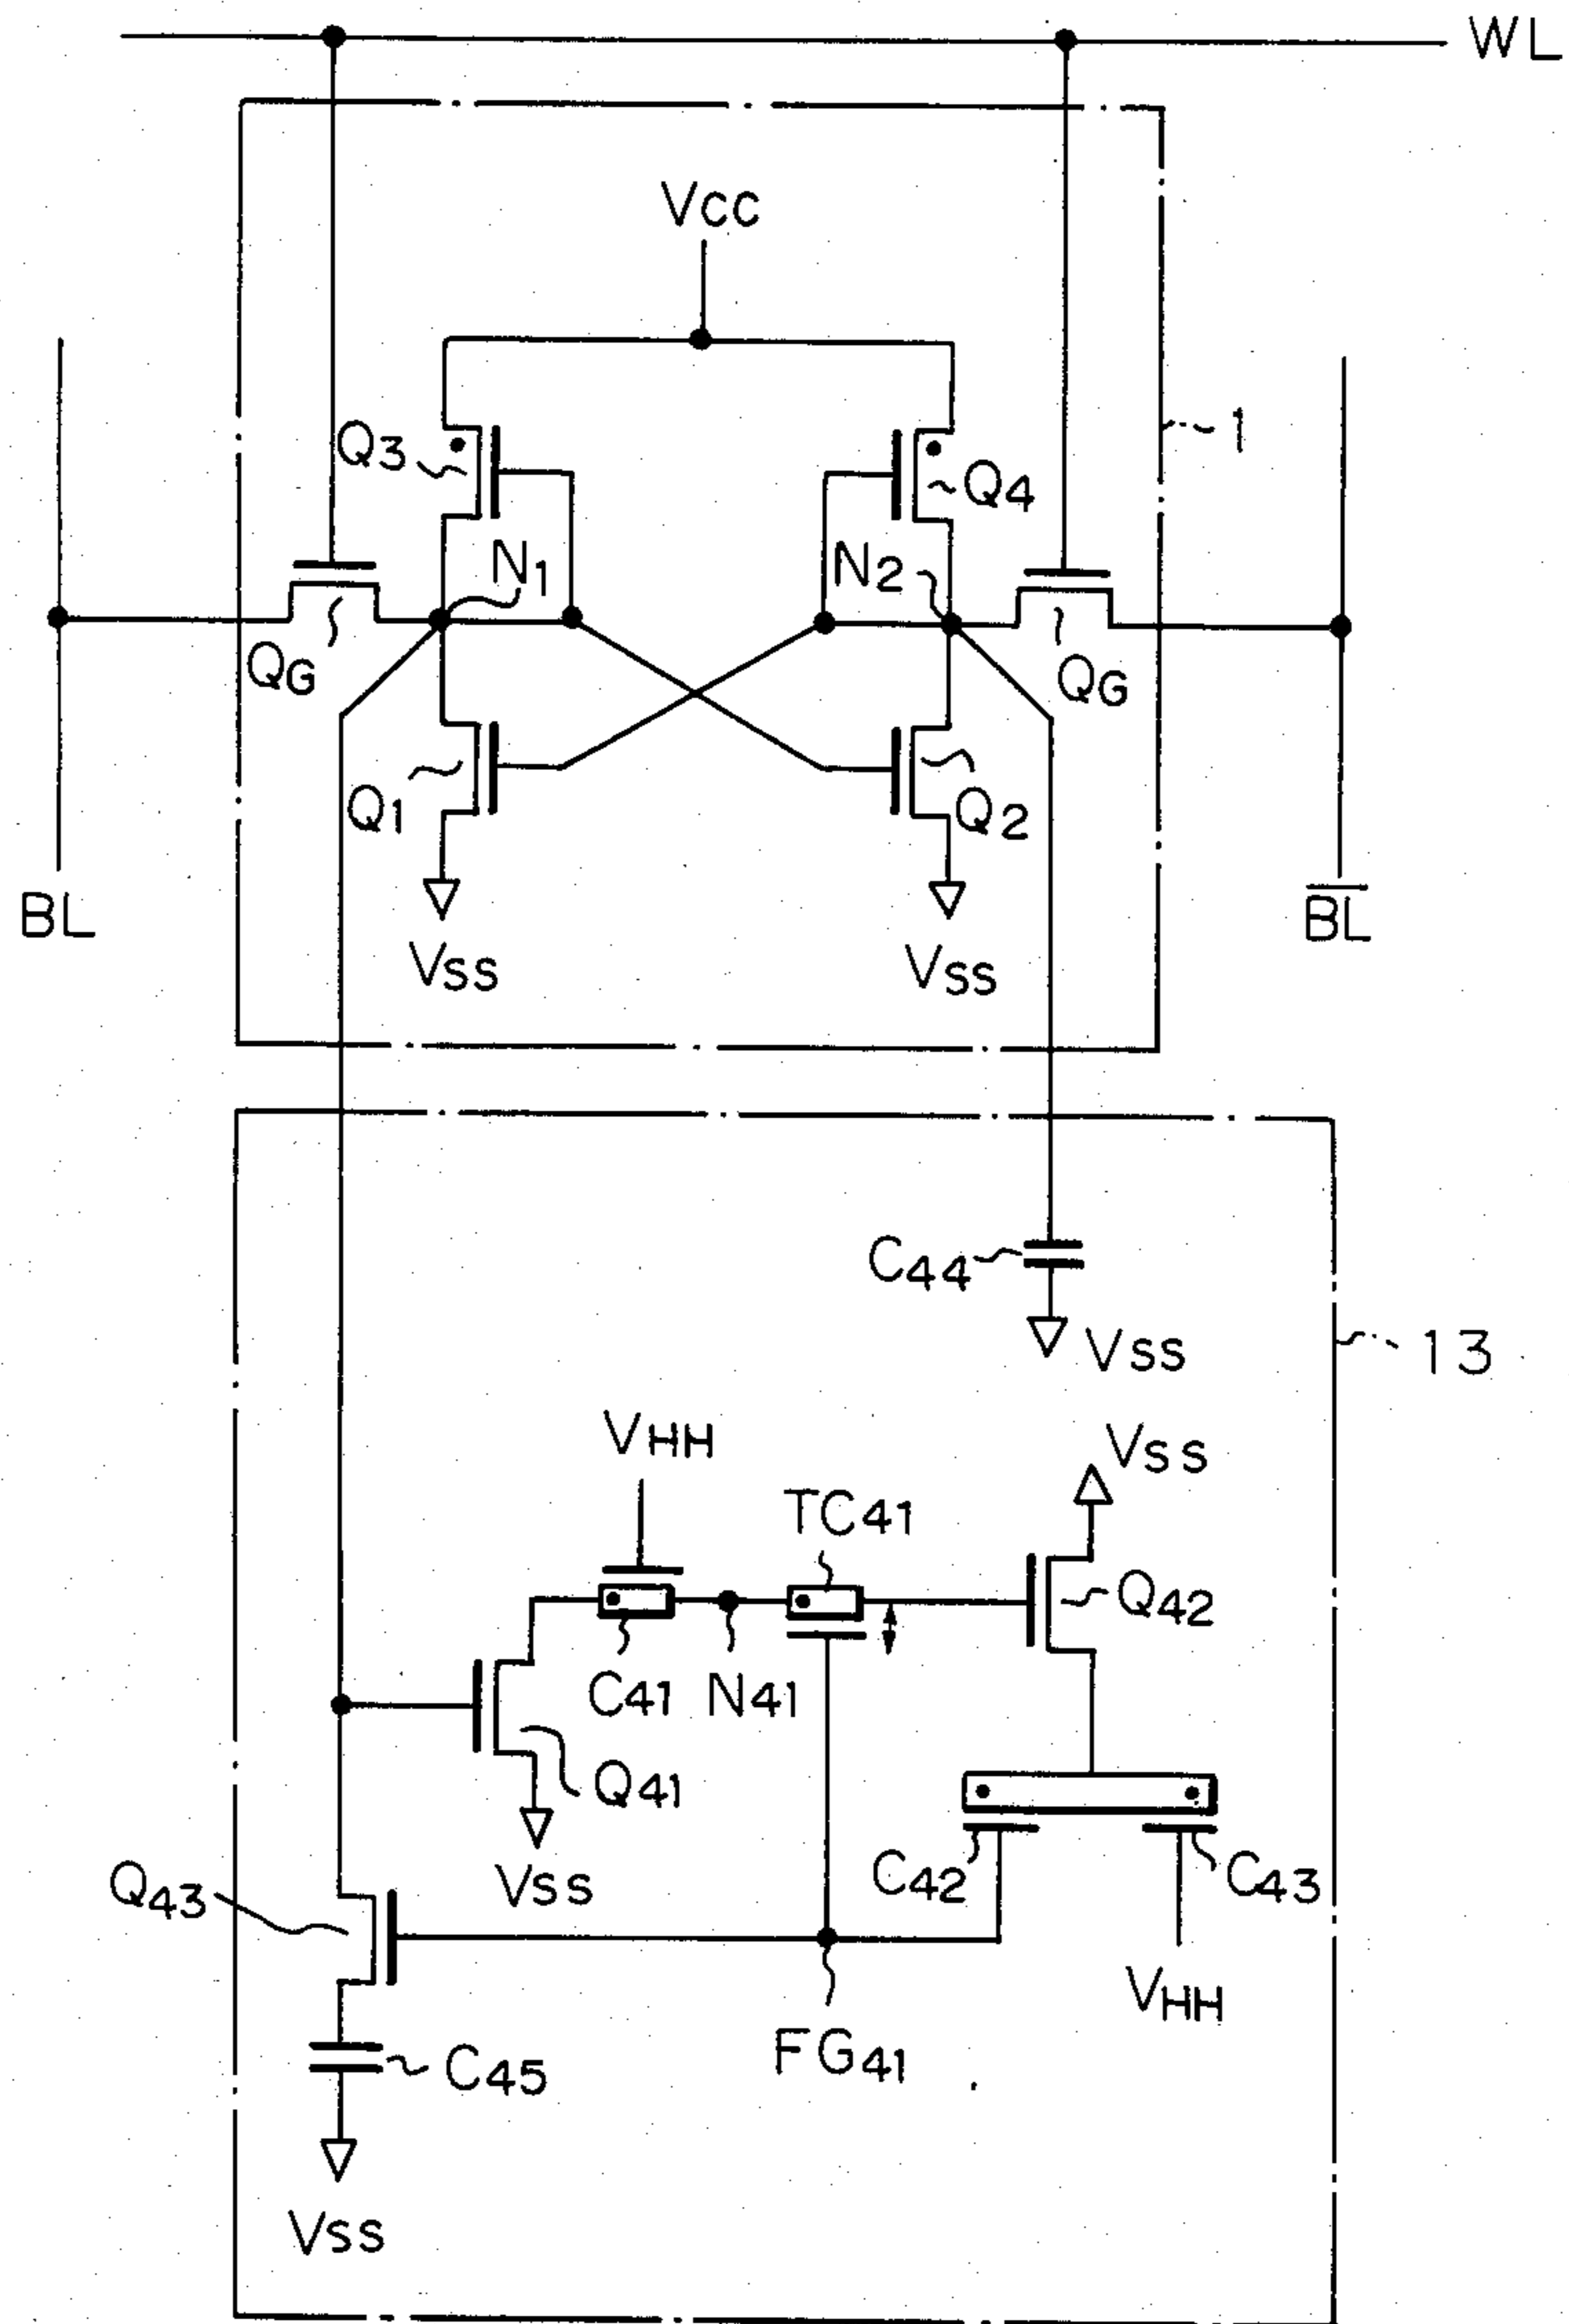 WL
Vcc
1
Q3
Q4
N1
N2
QG
QG
Q1
Q2
BL
BL
Vss
Vss
C44
Vss
13
VHH
Vss
TC41
Q42
C41
N41
Q41
Vss
C42
C43
Q43
VHH
FG41
C45
Vss